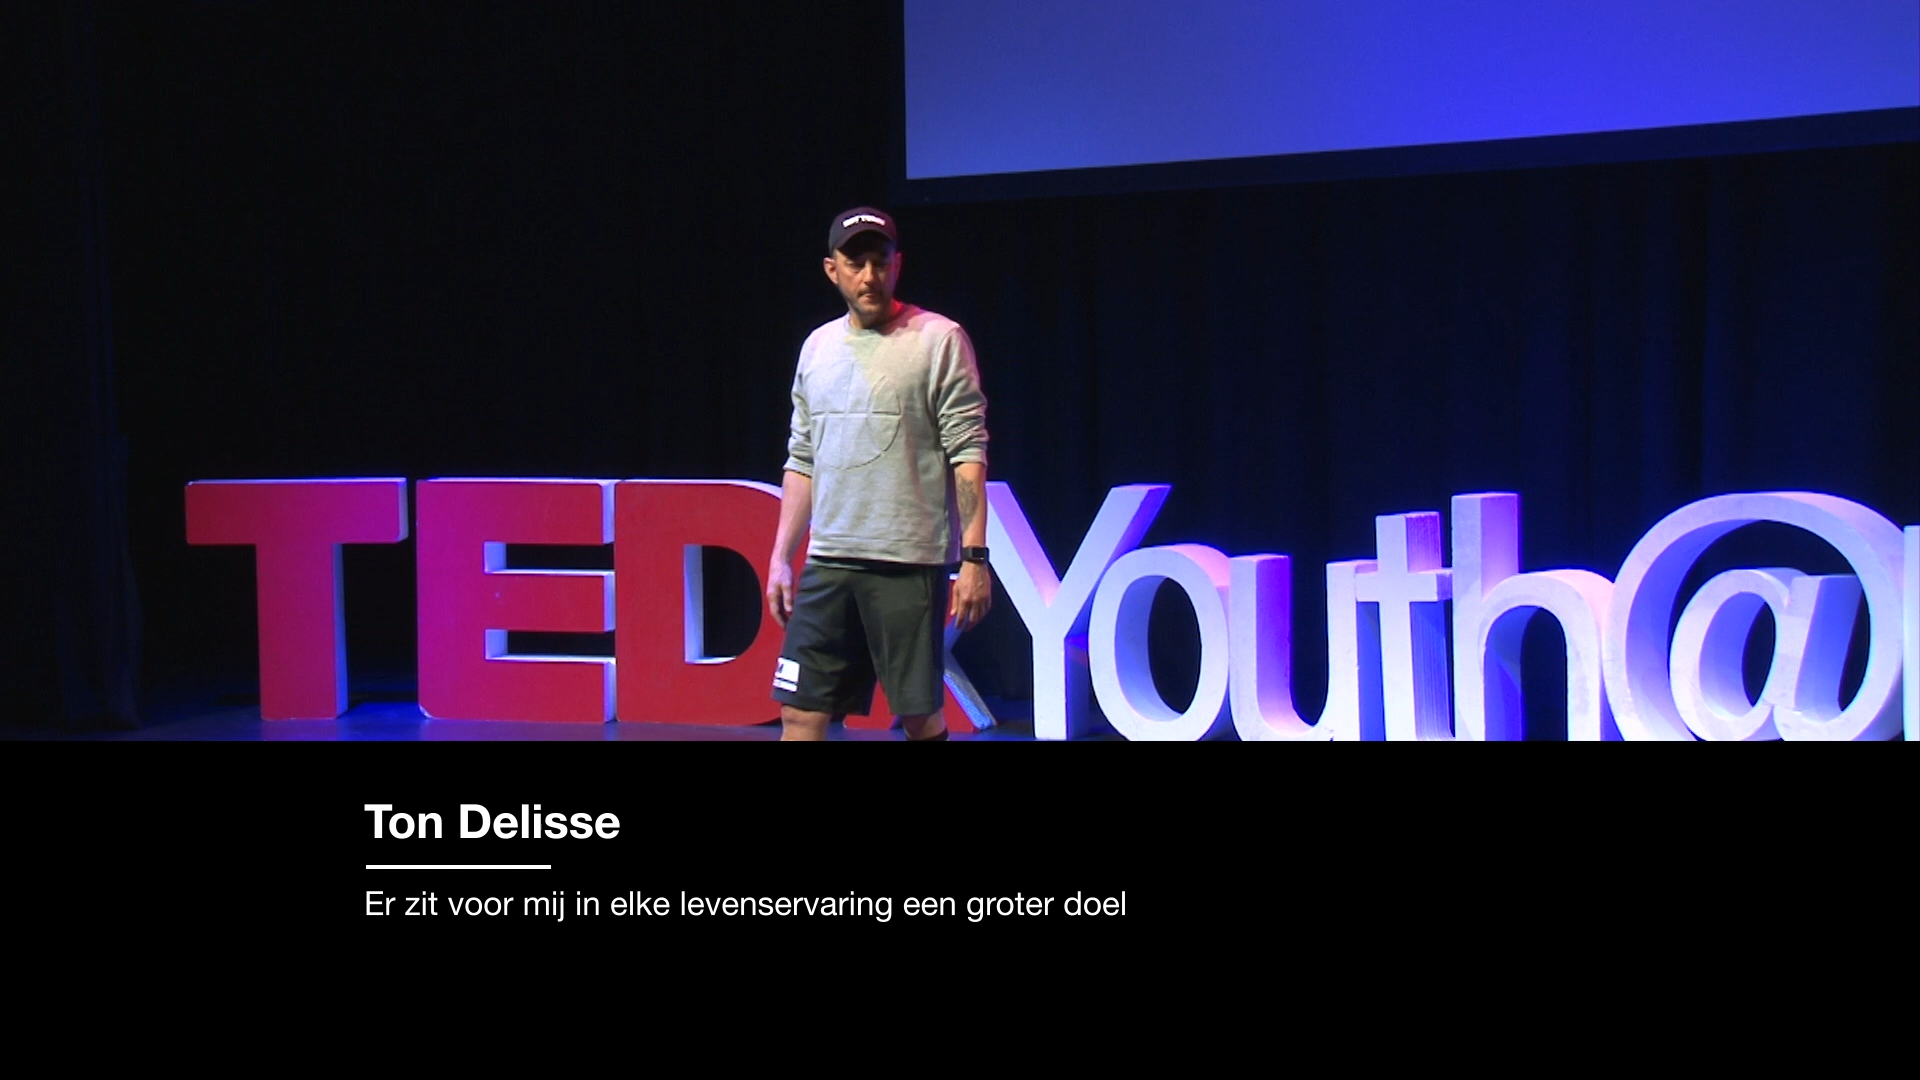 TEDxYouth@
Ton Delisse
Er zit voor mij in elke levenservaring een groter doel